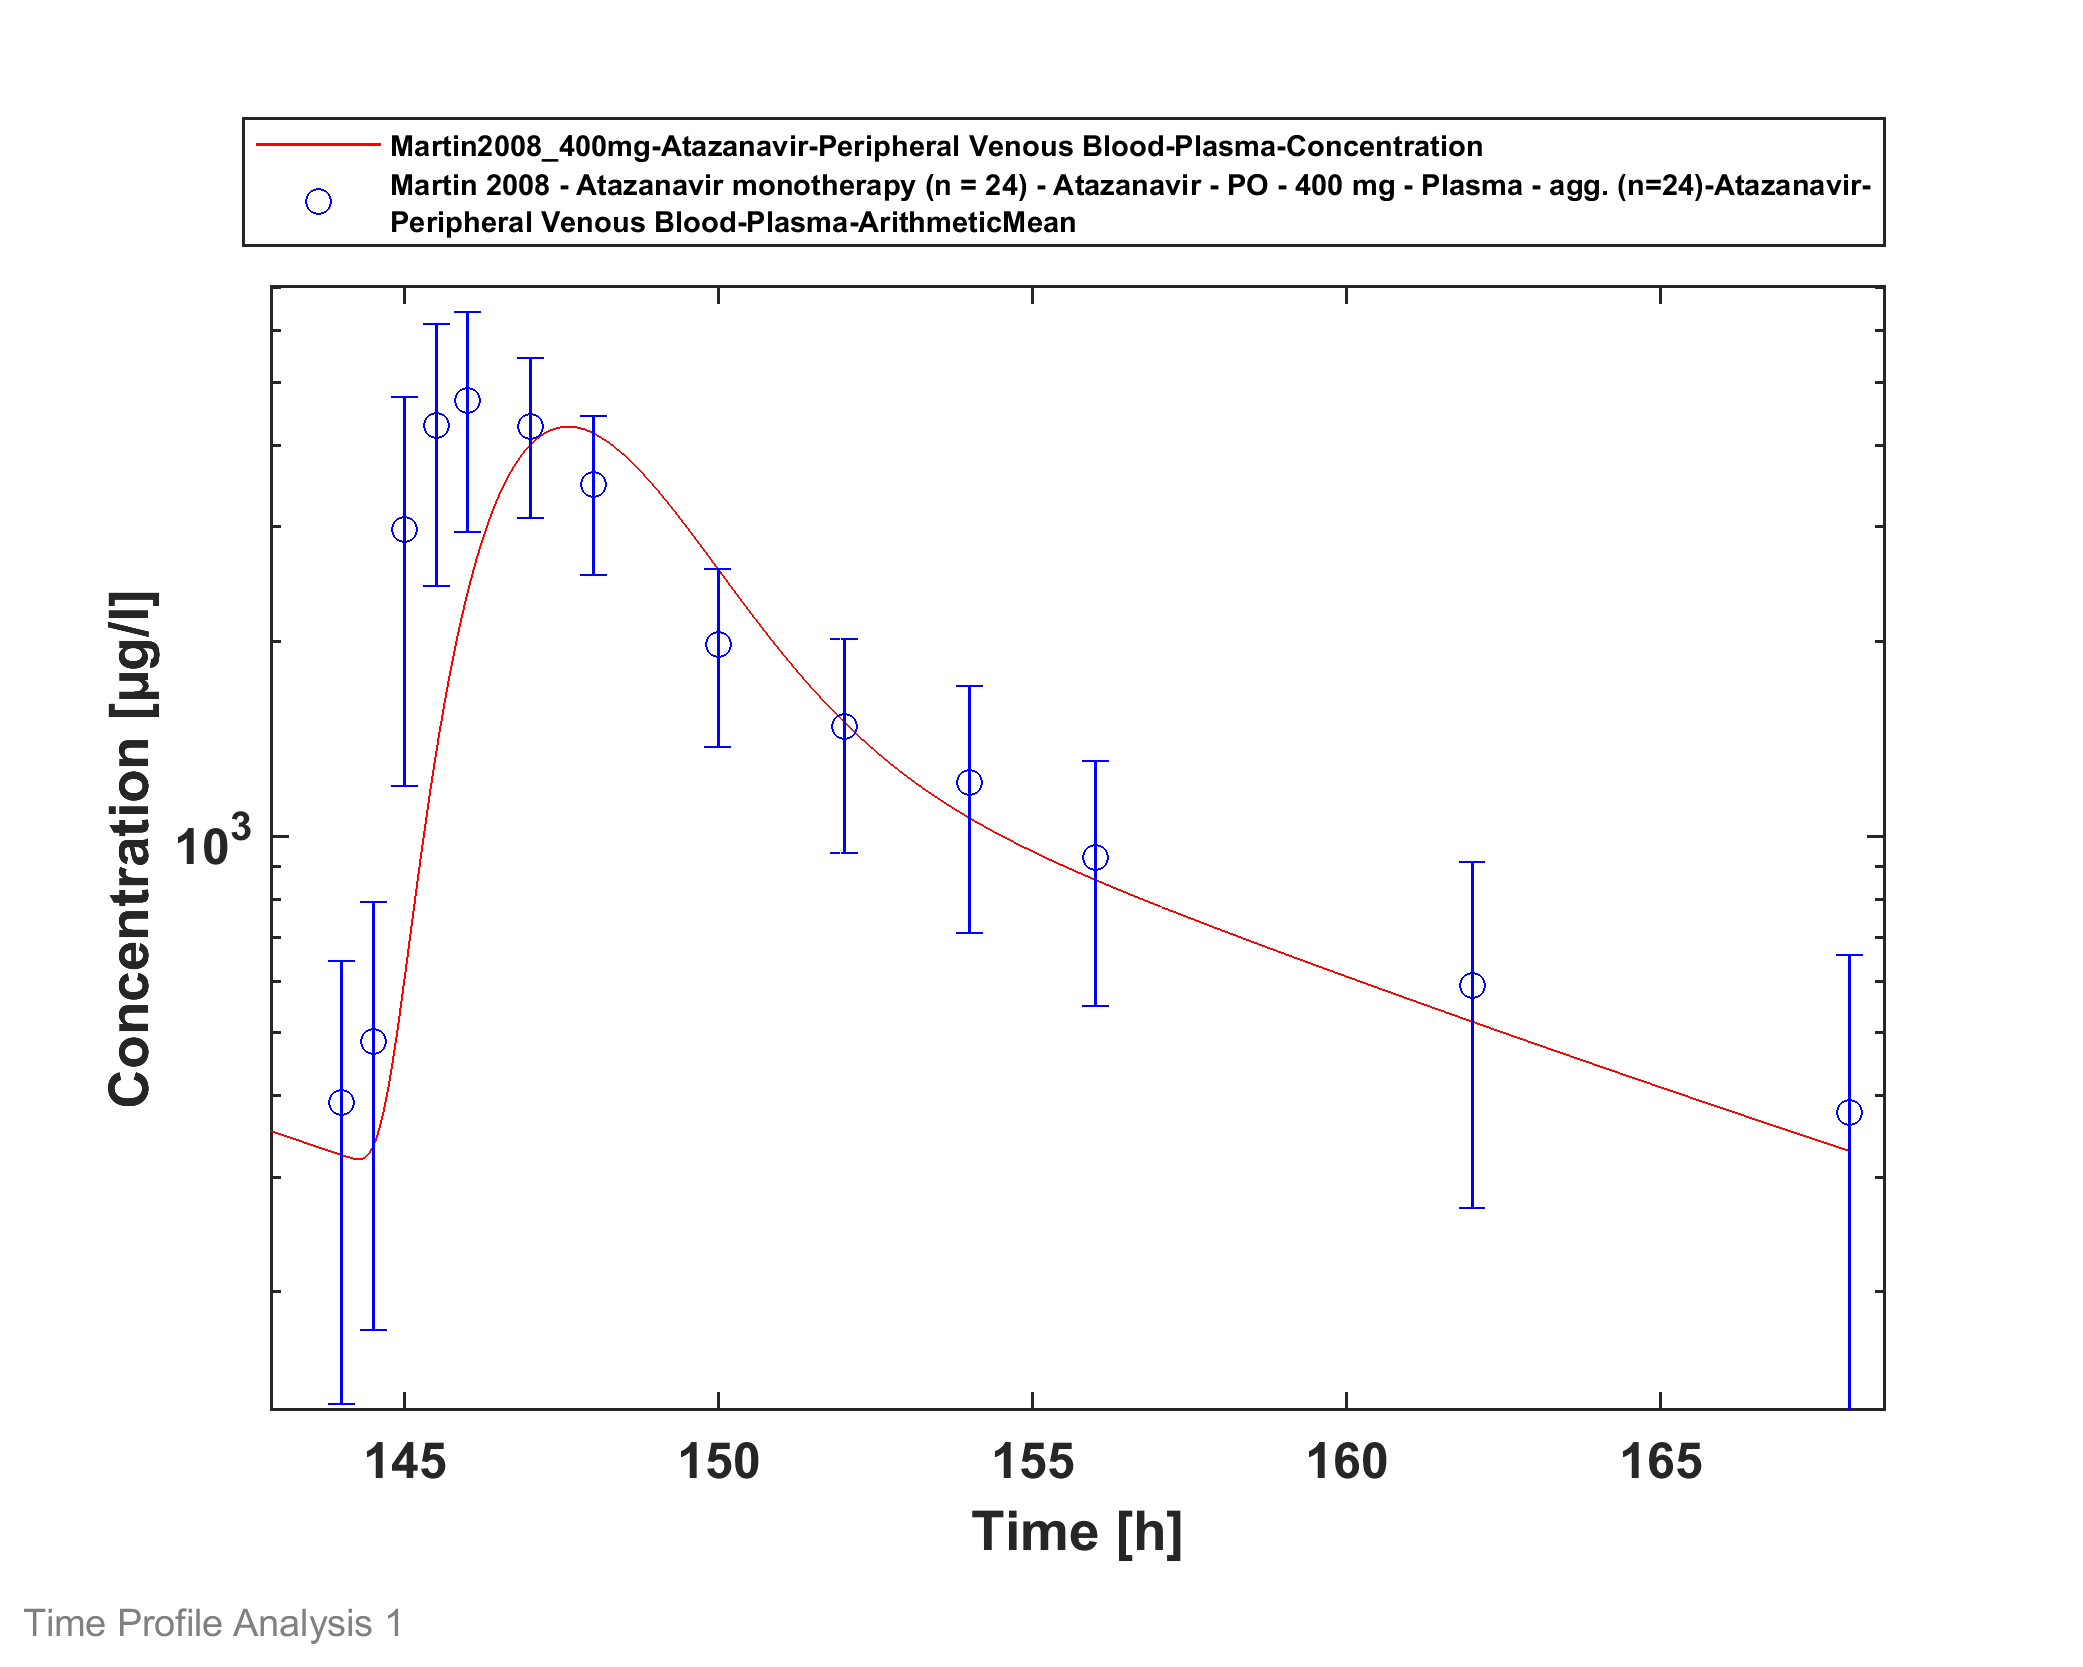 Martin2008_400mg-Atazanavir-Peripheral Venous Blood-Plasma-Concentration
Martin 2008 - Atazanavir monotherapy (n = 24) - Atazanavir - PO - 400 mg - Plasma - agg. (n=24)-Atazanavir-
Peripheral Venous Blood-Plasma-ArithmeticMean
Concentration [µg/l]
10³
145 150 155 160 165
Time [h]
Time Profile Analysis 1